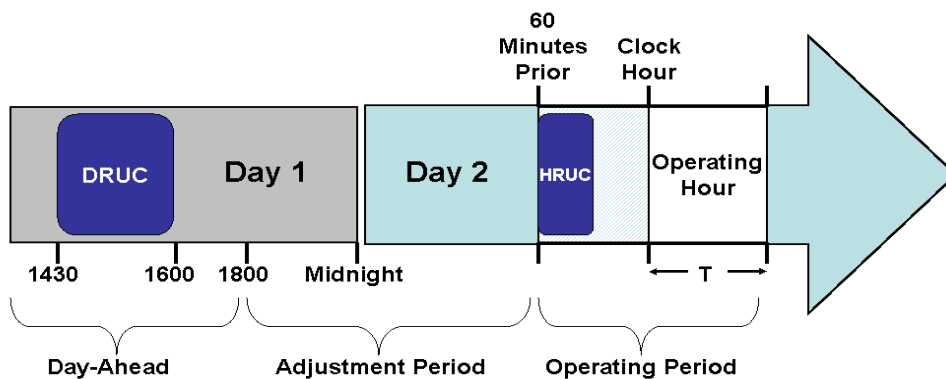 60
Minutes
Prior
Clock
Hour
DRUC
Day 1
Day 2
HRUC
Operating
Hour
1430
1600
1800
Midnight
T
Day-Ahead
Adjustment Period
Operating Period